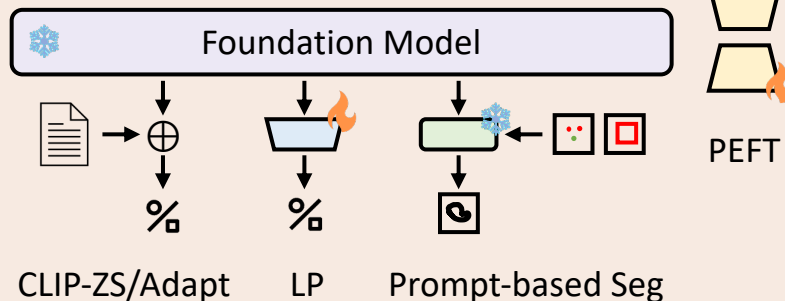 Foundation Model
PEFT
CLIP-ZS/Adapt
LP
Prompt-based Seg